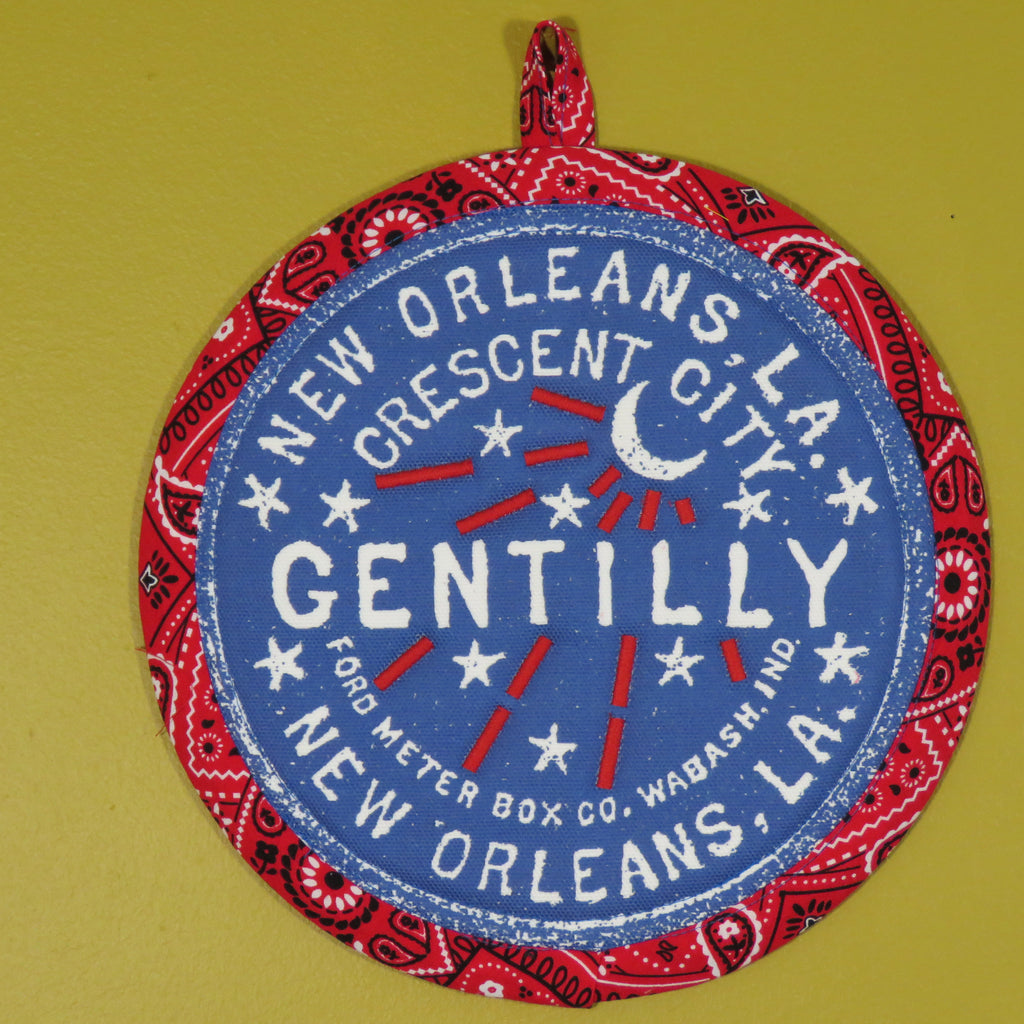 NEW ORLEANS, LA.
CRESCENT CITY
GENTILLY
FORD METER BOX CO. WABASH, IND.
NEW ORLEANS, LA.